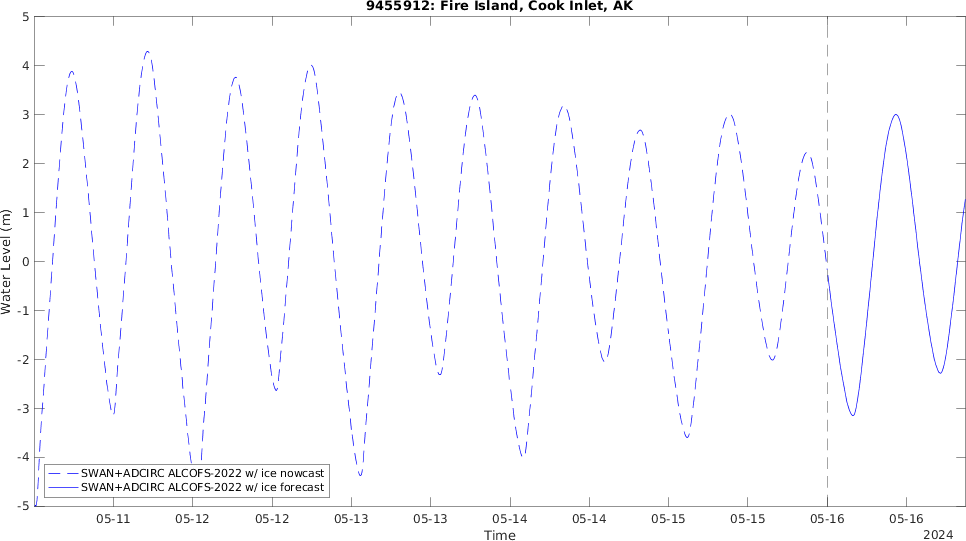 9455912: Fire Island, Cook Inlet, AK
5
4
3
2
1
0
-1
-2
-3
-4
-5
Water Level (m)
SWAN+ADCIRC ALCOFS-2022 w/ ice nowcast
SWAN+ADCIRC ALCOFS-2022 w/ ice forecast
05-11 05-12 05-12 05-13 05-13 05-14 05-14 05-15 05-15 05-16 05-16
Time
2024